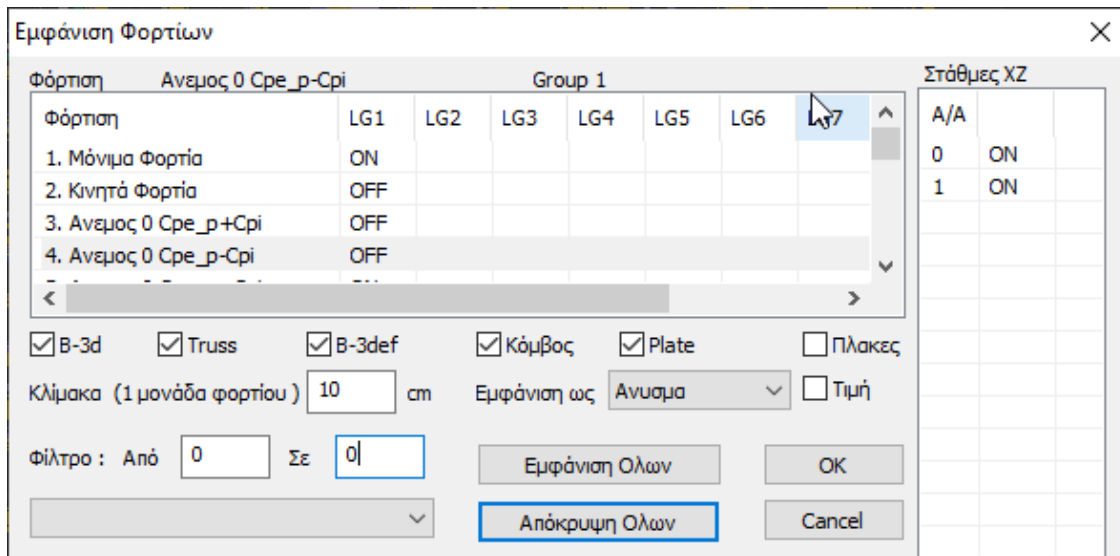 Εμφάνιση Φορτίων
Φόρτιση Ανεμος 0 Cpe_p-Cpi Group 1 Στάθμες XZ
Φόρτιση LG1 LG2 LG3 LG4 LG5 LG6 A/A
1. Μόνιμα Φορτία ON 0 ON
2. Κινητά Φορτία OFF 1 ON
3. Ανεμος 0 Cpe_p+Cpi OFF
4. Ανεμος 0 Cpe_p-Cpi OFF
B-3d Truss B-3def Κόμβος Plate Πλακες
Κλίμακα (1 μονάδα φορτίου ) 10 cm Εμφάνιση ως Ανυσμα Τιμή
Φίλτρο : Από 0 Σε 0 Εμφάνιση Ολων OK
Απόκρυψη Ολων Cancel